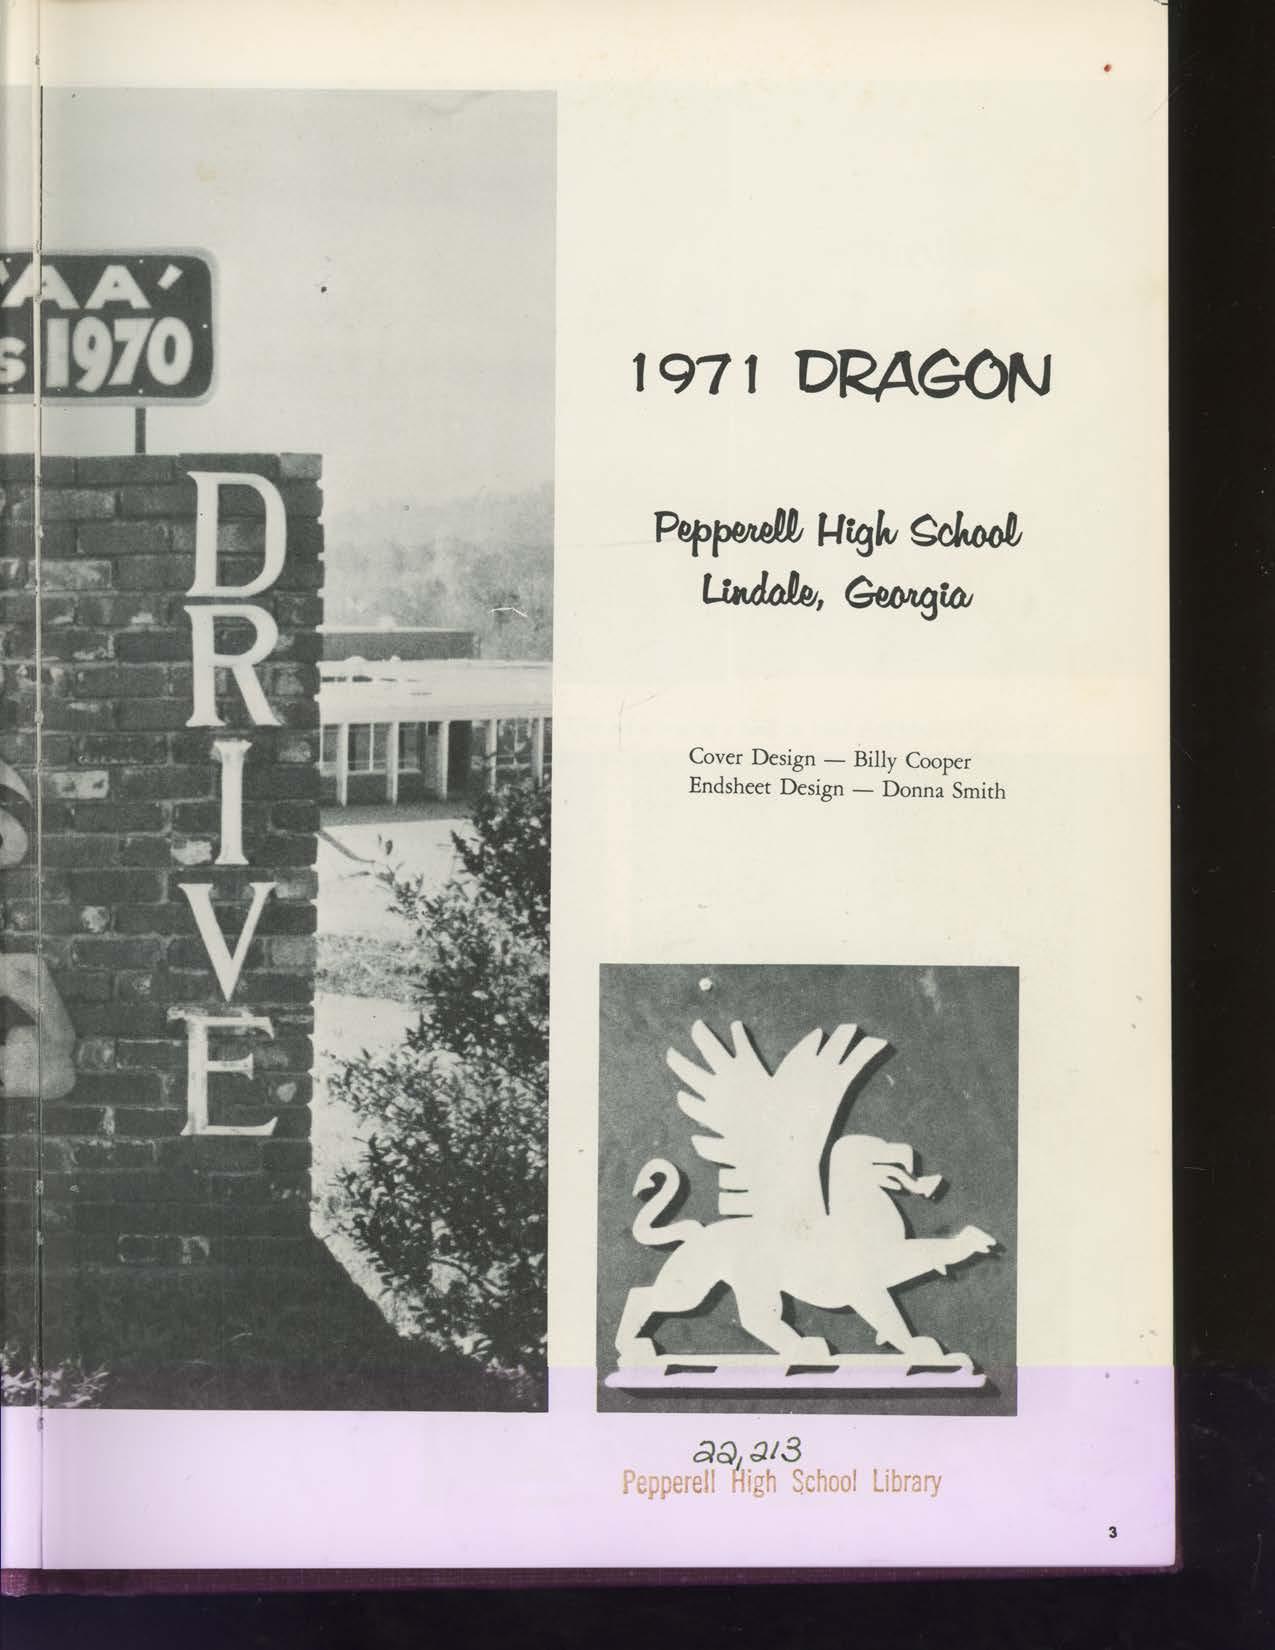 'AA'
S 1970
DRIVE
1971 DRAGON
Pepperell High School
Lindale, Georgia
Cover Design — Billy Cooper
Endsheet Design — Donna Smith
22,213
Pepperell High School Library
3